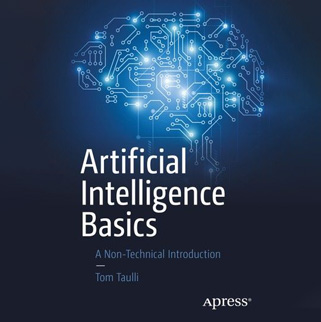 Artificial
Intelligence
Basics
A Non-Technical Introduction
Tom Taulli
Apress®